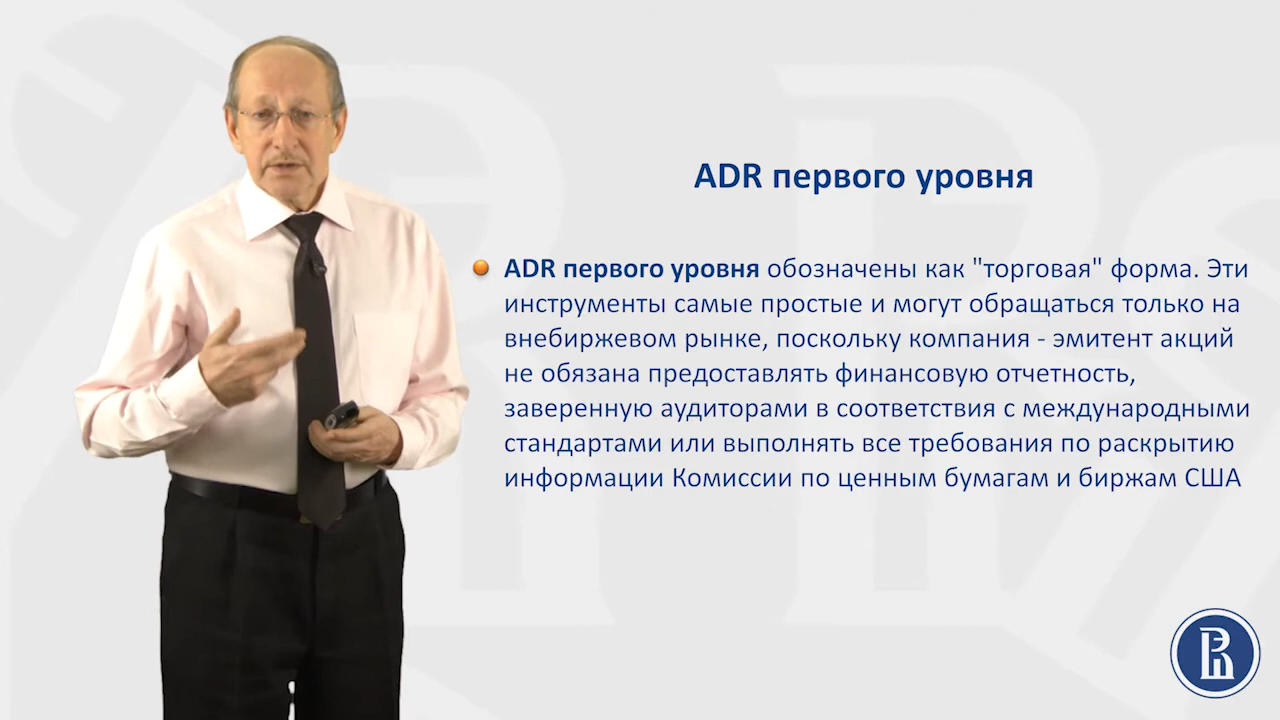 ADR первого уровня
ADR первого уровня обозначены как "торговая" форма. Эти
инструменты самые простые и могут обращаться только на
внебиржевом рынке, поскольку компания - эмитент акций
не обязана предоставлять финансовую отчетность,
заверенную аудиторами в соответствия с международными
стандартами или выполнять все требования по раскрытию
информации Комиссии по ценным бумагам и биржам США